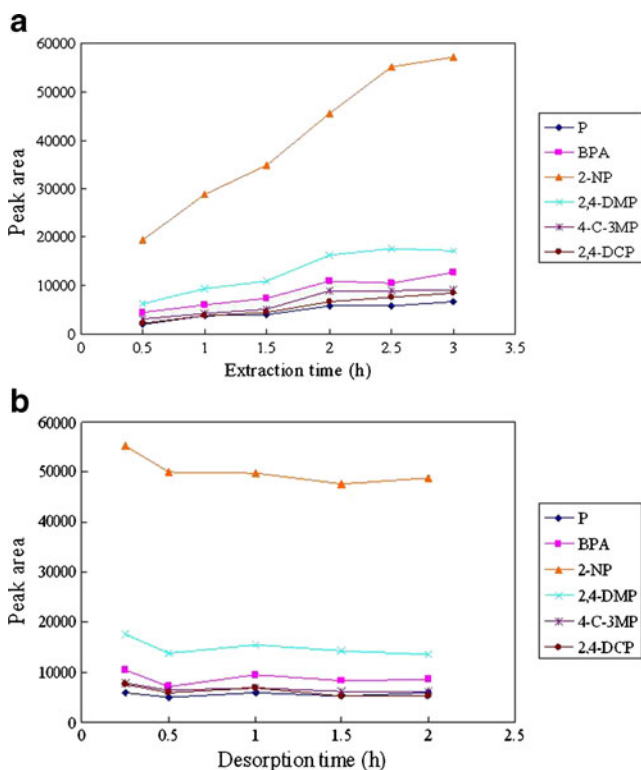 a
60000
50000
40000
30000
20000
10000
0
Peak area
0 0.5 1 1.5 2 2.5 3 3.5
Extraction time (h)
P
BPA
2-NP
2,4-DMP
4-C-3MP
2,4-DCP
b
60000
50000
40000
30000
20000
10000
0
Peak area
0 0.5 1 1.5 2 2.5
Desorption time (h)
P
BPA
2-NP
2,4-DMP
4-C-3MP
2,4-DCP